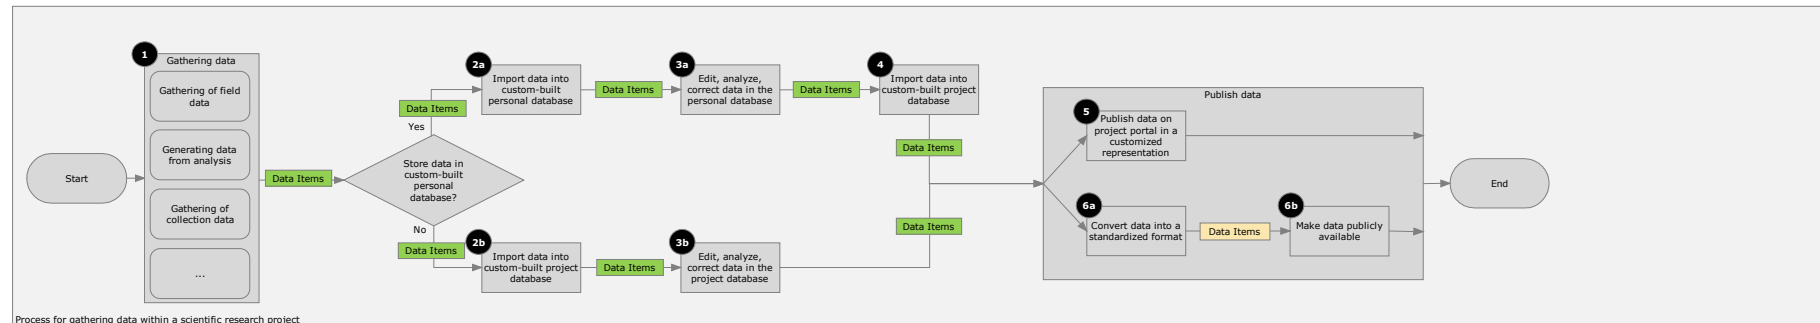 Start
1
Gathering data
Gathering of field
data
Generating data
from analysis
Gathering of
collection data
...
Data Items
Store data in
custom-built
personal
database?
Yes
Data Items
2a
Import data into
custom-built
personal database
Data Items
3a
Edit, analyze,
correct data in the
personal database
Data Items
4
Import data into
custom-built project
database
Data Items
No
Data Items
2b
Import data into
custom-built project
database
Data Items
3b
Edit, analyze,
correct data in the
project database
Data Items
Publish data
5
Publish data on
project portal in a
customized
representation
6a
Convert data into a
standardized format
Data Items
6b
Make data publicly
available
End
Process for gathering data within a scientific research project